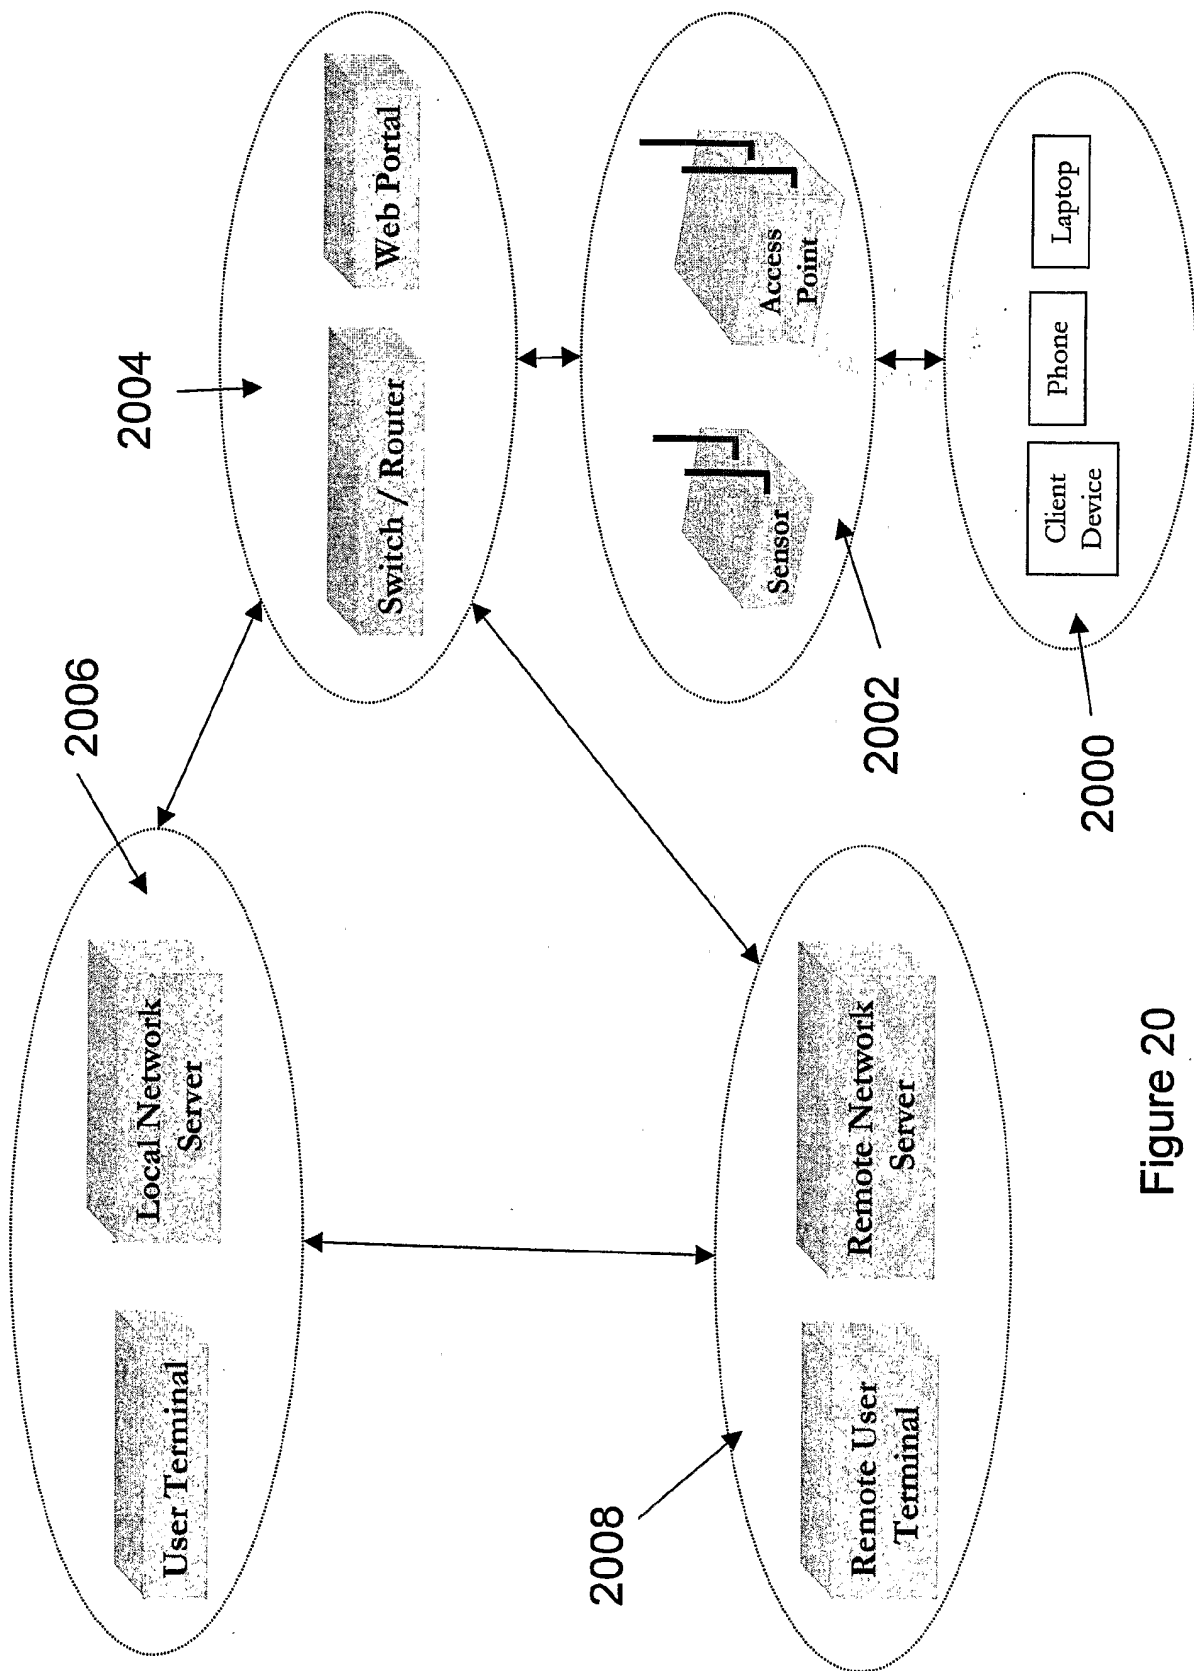 2006
User Terminal
Local Network
Server
2004
Switch / Router
Web Portal
2008
Remote User
Terminal
Remote Network
Server
2002
Sensor
Access
Point
2000
Client
Device
Phone
Laptop
Figure 20